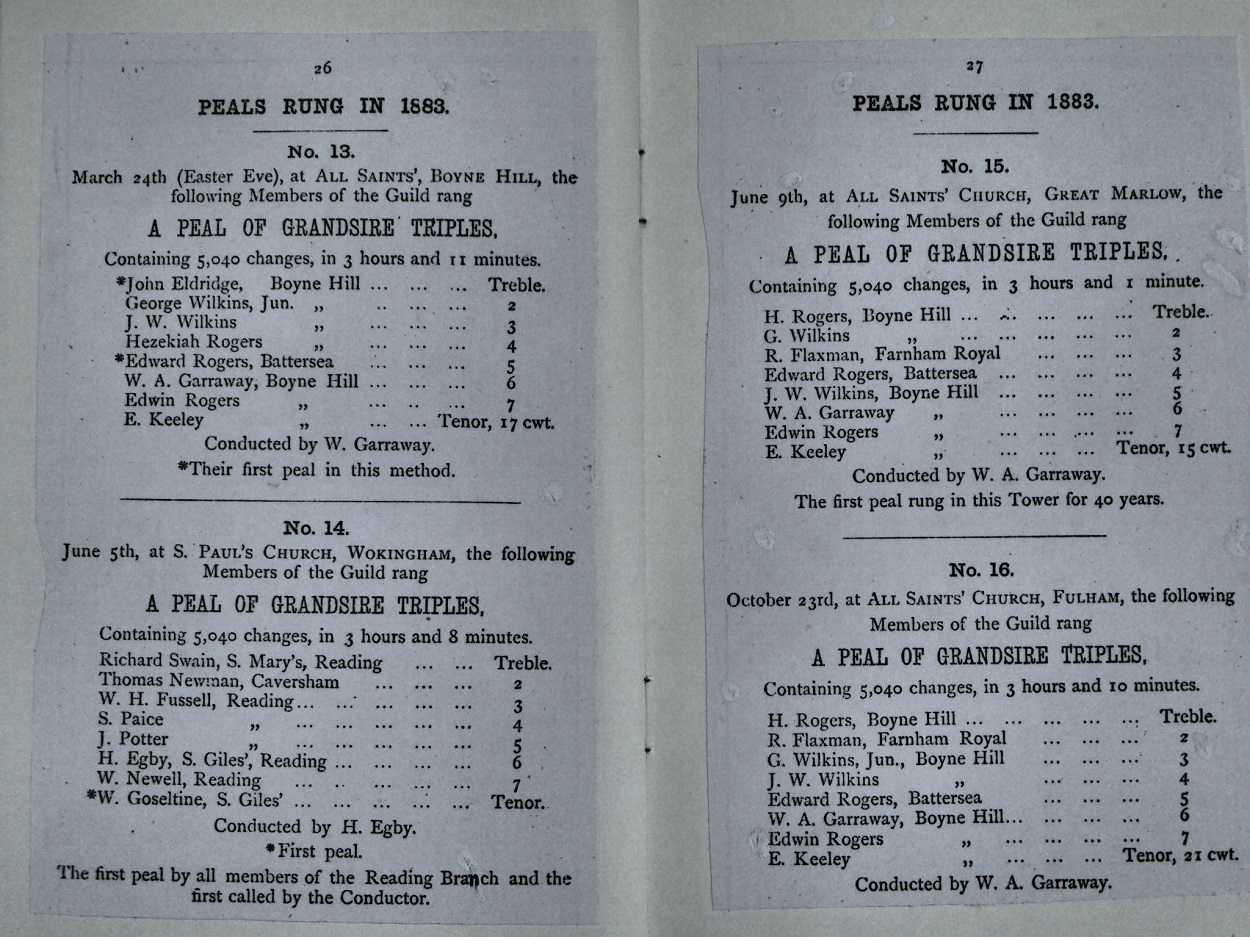 26
PEALS RUNG IN 1883.
No. 13.
March 24th (Easter Eve), at ALL SAINTS', BOYNE HILL, the
following Members of the Guild rang
A PEAL OF GRANDSIRE TRIPLES,
Containing 5,040 changes, in 3 hours and 11 minutes.
*John Eldridge, Boyne Hill ... ... ... Treble.
George Wilkins, Jun. „ ... ... ... 2
J. W. Wilkins „ ... ... ... 3
Hezekiah Rogers „ ... ... ... 4
*Edward Rogers, Battersea ... ... ... 5
W. A. Garraway, Boyne Hill ... ... ... 6
Edwin Rogers „ ... ... ... 7
E. Keeley „ ... ... Tenor, 17 cwt.
Conducted by W. Garraway.
*Their first peal in this method.
No. 14.
June 5th, at S. PAUL'S CHURCH, WOKINGHAM, the following
Members of the Guild rang
A PEAL OF GRANDSIRE TRIPLES,
Containing 5,040 changes, in 3 hours and 8 minutes.
Richard Swain, S. Mary's, Reading ... ... Treble.
Thomas Newman, Caversham ... ... ... 2
W. H. Fussell, Reading... ... ... ... 3
S. Paice „ ... ... ... ... 4
J. Potter „ ... ... ... ... 5
H. Egby, S. Giles', Reading ... ... ... ... 6
W. Newell, Reading ... ... ... ... 7
*W. Goseltine, S. Giles' ... ... ... ... ... Tenor.
Conducted by H. Egby.
*First peal.
The first peal by all members of the Reading Branch and the
first called by the Conductor.
27
PEALS RUNG IN 1883.
No. 15.
June 9th, at ALL SAINTS' CHURCH, GREAT MARLOW, the
following Members of the Guild rang
A PEAL OF GRANDSIRE TRIPLES,
Containing 5,040 changes, in 3 hours and 1 minute.
H. Rogers, Boyne Hill ... ... ... ... ... Treble.
G. Wilkins „ ... ... ... ... ... 2
R. Flaxman, Farnham Royal ... ... ... 3
Edward Rogers, Battersea ... ... ... ... 4
J. W. Wilkins, Boyne Hill ... ... ... ... 5
W. A. Garraway „ ... ... ... ... 6
Edwin Rogers „ ... ... ... ... 7
E. Keeley „ ... ... ... Tenor, 15 cwt.
Conducted by W. A. Garraway.
The first peal rung in this Tower for 40 years.
No. 16.
October 23rd, at ALL SAINTS' CHURCH, FULHAM, the following
Members of the Guild rang
A PEAL OF GRANDSIRE TRIPLES,
Containing 5,040 changes, in 3 hours and 10 minutes.
H. Rogers, Boyne Hill ... ... ... ... ... Treble.
R. Flaxman, Farnham Royal ... ... ... 2
G. Wilkins, Jun., Boyne Hill ... ... ... 3
J. W. Wilkins „ ... ... ... 4
Edward Rogers, Battersea ... ... ... 5
W. A. Garraway, Boyne Hill... ... ... ... 6
Edwin Rogers „ ... ... ... ... 7
E. Keeley „ ... ... ... Tenor, 21 cwt.
Conducted by W. A. Garraway.